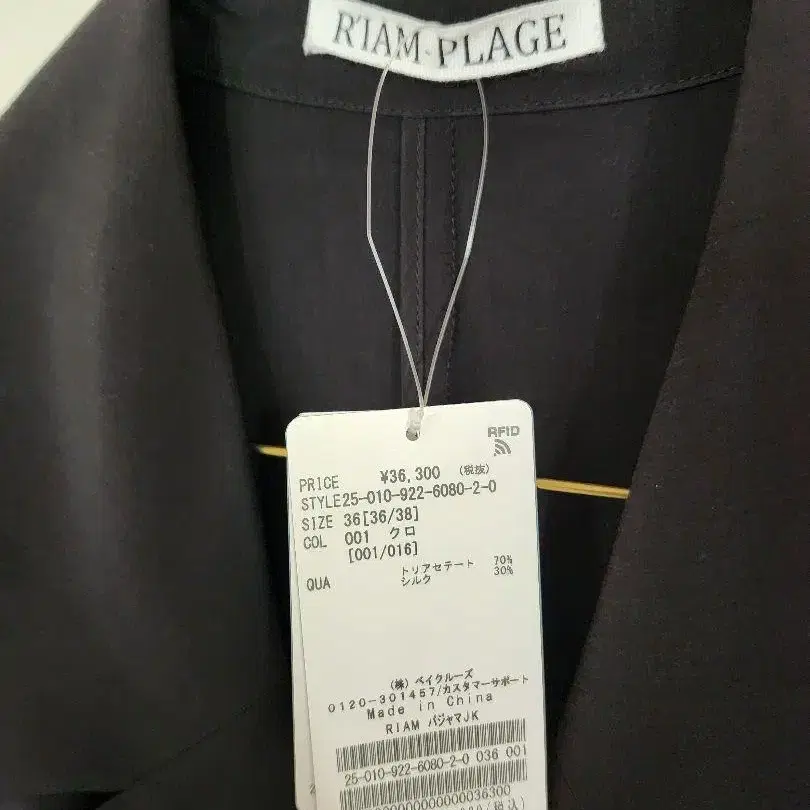 R'IAM-PLAGE
RFID
PRICE ¥36,300 (税抜)
STYLE25-010-922-6080-2-0
SIZE 36[36/38]
COL 001 クロ
[001/016]
QUA トリアセテート 70%
シルク 30%
(株) ベイクルーズ
0120-301457/カスタマーサポート
Made in China
RIAM パジャマJK
25-010-922-6080-2-0 036 001